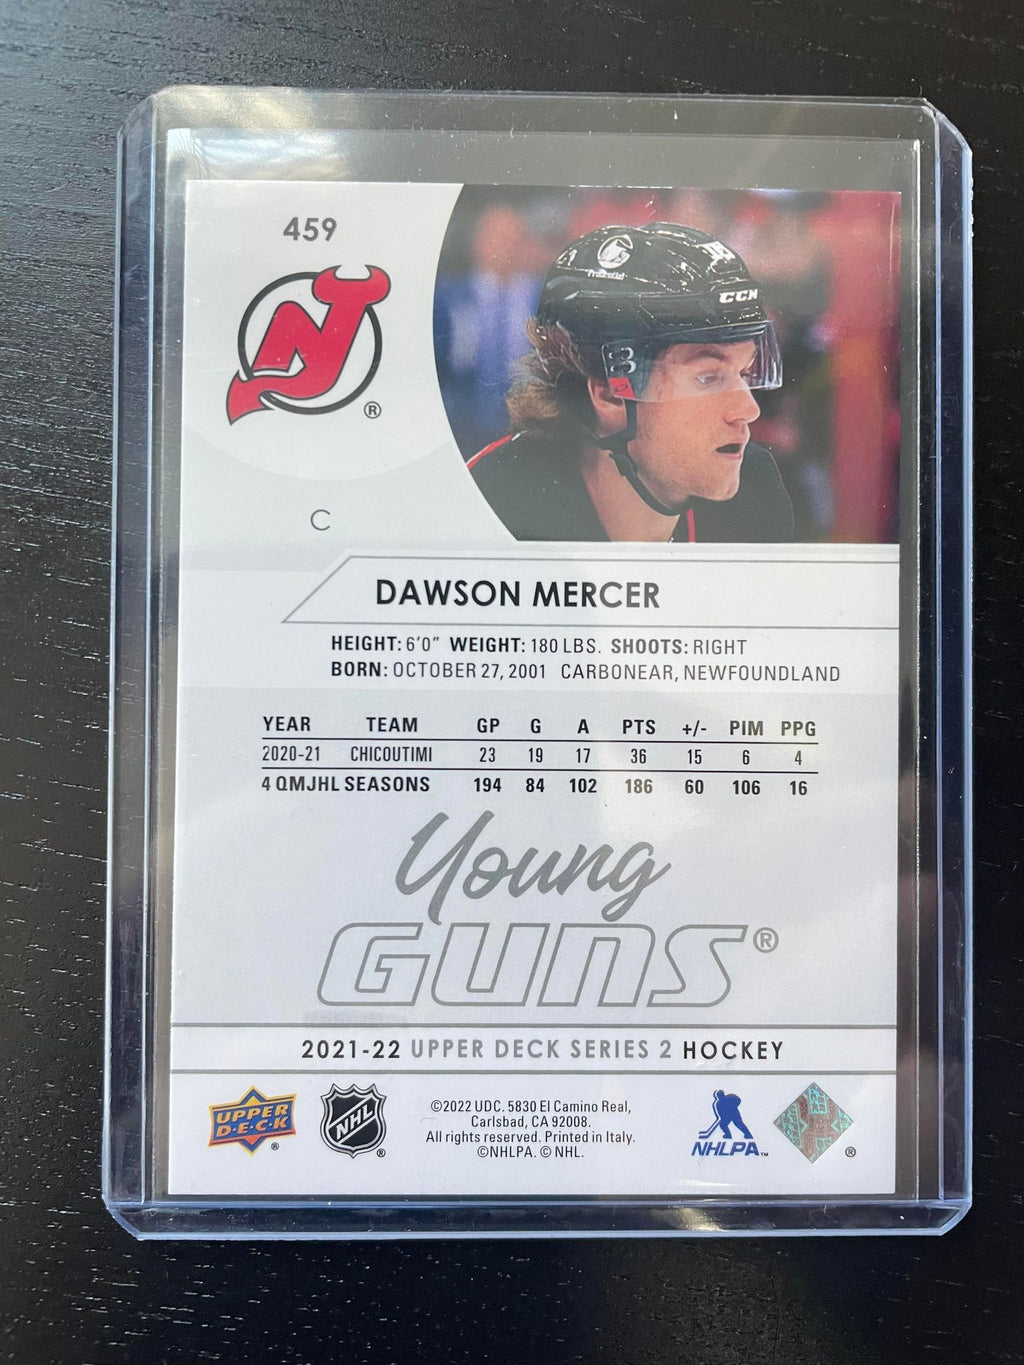 459
®
C
CCM
DAWSON MERCER
HEIGHT: 6'0" WEIGHT: 180 LBS. SHOOTS: RIGHT
BORN: OCTOBER 27, 2001 CARBONEAR, NEWFOUNDLAND
YEAR TEAM GP G A PTS +/- PIM PPG
2020-21 CHICOUTIMI 23 19 17 36 15 6 4
4 QMJHL SEASONS 194 84 102 186 60 106 16
Young
GUNS®
2021-22 UPPER DECK SERIES 2 HOCKEY
UPPER
D·E·C·K
®
NHL
®
©2022 UDC. 5830 El Camino Real,
Carlsbad, CA 92008.
All rights reserved. Printed in Italy.
©NHLPA. © NHL.
NHLPA™
®